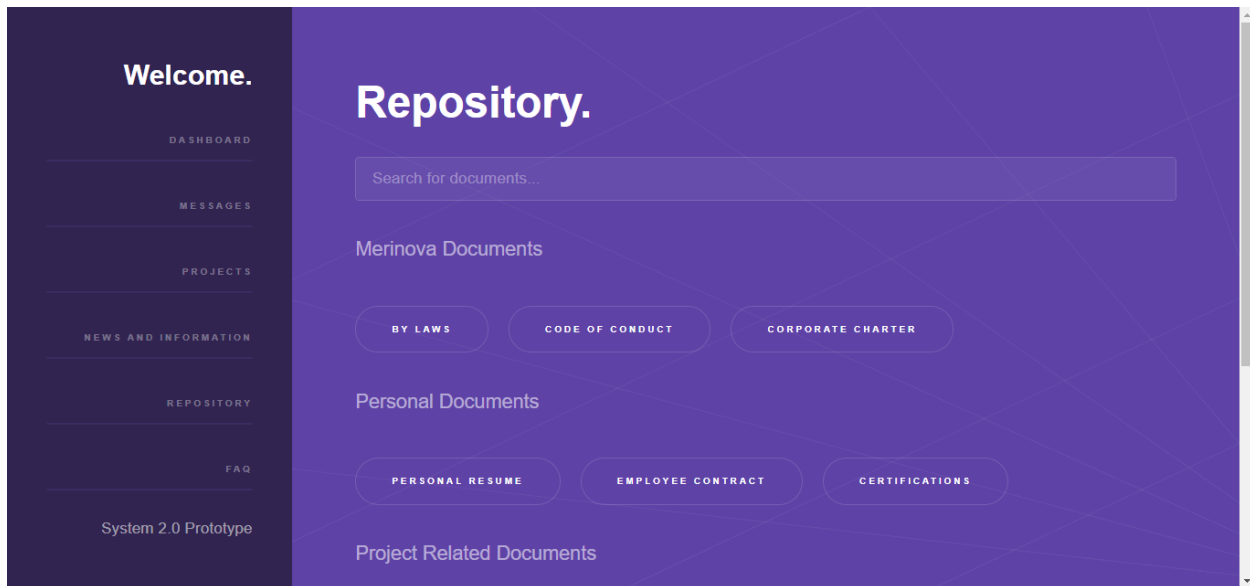 Welcome.
DASHBOARD
MESSAGES
PROJECTS
NEWS AND INFORMATION
REPOSITORY
FAQ
System 2.0 Prototype
Repository.
Search for documents...
Merinova Documents
BY LAWS
CODE OF CONDUCT
CORPORATE CHARTER
Personal Documents
PERSONAL RESUME
EMPLOYEE CONTRACT
CERTIFICATIONS
Project Related Documents